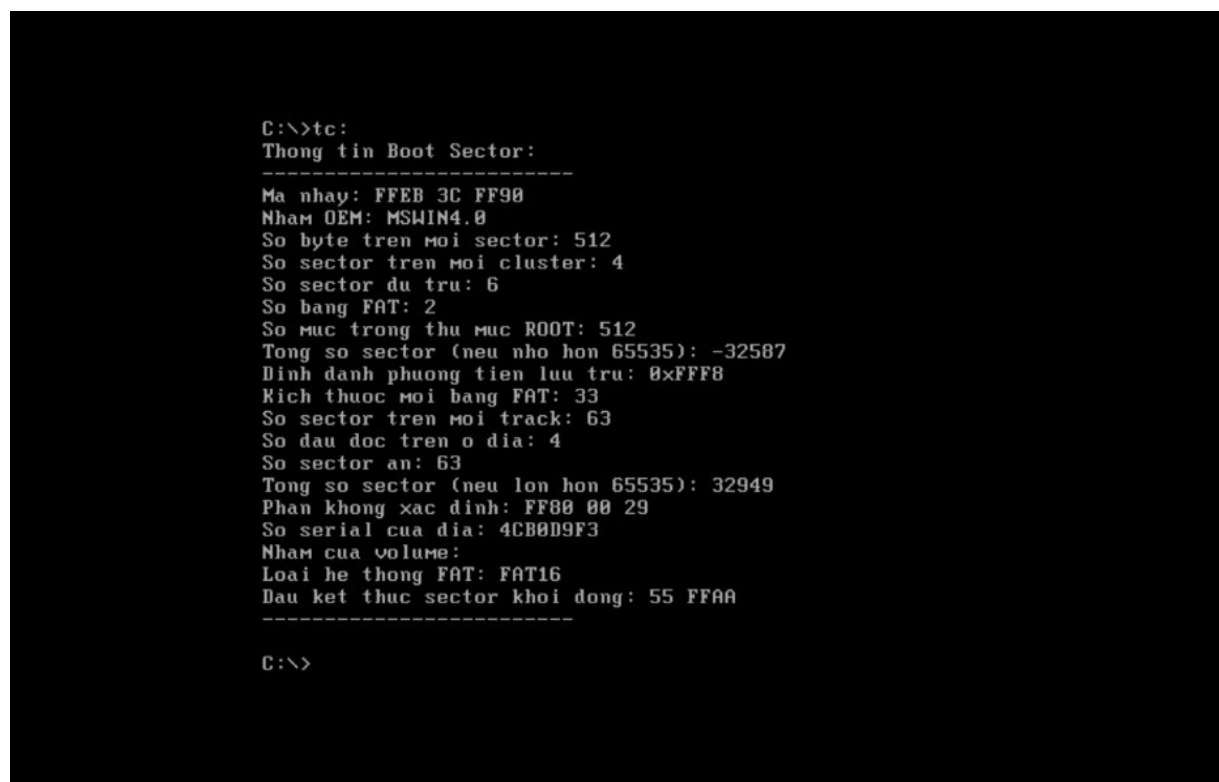 C:\>tc:
Thong tin Boot Sector:
-------------------------
Ma nhay: FFEB 3C FF90
Nham OEM: MSWIN4.0
So byte tren moi sector: 512
So sector tren moi cluster: 4
So sector du tru: 6
So bang FAT: 2
So muc trong thu muc ROOT: 512
Tong so sector (neu nho hon 65535): -32587
Dinh danh phuong tien luu tru: 0xFFF8
Kich thuoc moi bang FAT: 33
So sector tren moi track: 63
So dau doc tren o dia: 4
So sector an: 63
Tong so sector (neu lon hon 65535): 32949
Phan khong xac dinh: FF80 00 29
So serial cua dia: 4CB0D9F3
Nham cua volume:
Loai he thong FAT: FAT16
Dau ket thuc sector khoi dong: 55 FFAA
-------------------------
C:\>